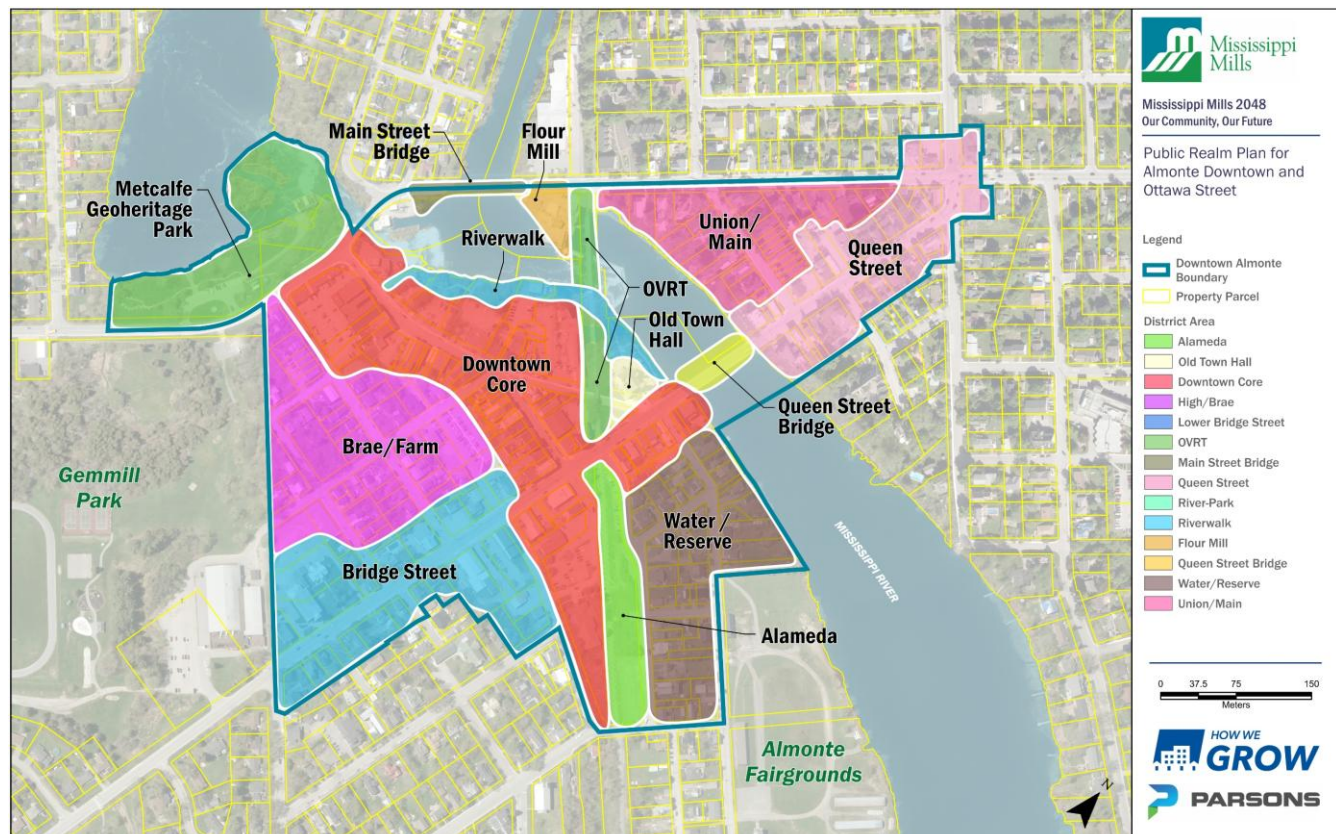 Main Street
Bridge
Flour
Mill
Metcalfe
Geoheritage
Park
Riverwalk
Union/
Main
Queen
Street
OVRT
Old Town
Hall
Downtown
Core
Queen Street
Bridge
Brae/Farm
Gemmill
Park
Water /
Reserve
Bridge Street
MISSISSIPPI RIVER
Alameda
Almonte
Fairgrounds
N
Mississippi
Mills
Mississippi Mills 2048
Our Community, Our Future
Public Realm Plan for
Almonte Downtown and
Ottawa Street
Legend
Downtown Almonte
Boundary
Property Parcel
Distrrict Area
Alameda
Old Town Hall
Downtown Core
High/Brae
Lower Bridge Street
OVRT
Main Street Bridge
Queen Street
River-Park
Riverwalk
Flour Mill
Queen Street Bridge
Water/Reserve
Union/Main
0 37.5 75 150
Meters
HOW WE
GROW
PARSONS